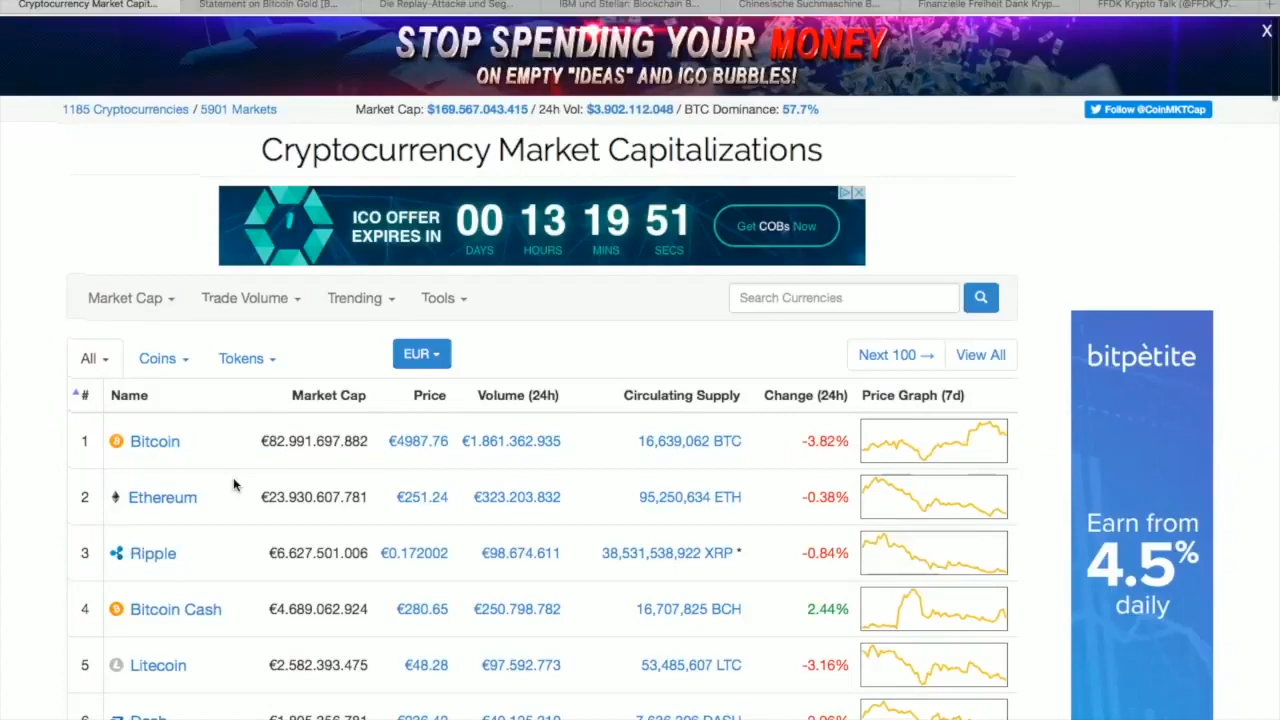 Cryptocurrency Market Capit... Statement on Bitcoin Gold [B... Die Replay-Attacke und Seg... IBM und Stellar: Blockchain B... Chinesische Suchmaschine B... Finanzielle Freiheit Dank Kryp... FFDK Krypto Talk (@FFDK_17...
STOP SPENDING YOUR MONEY X
ON EMPTY "IDEAS" AND ICO BUBBLES!
1185 Cryptocurrencies / 5901 Markets Market Cap: $169.567.043.415 / 24h Vol: $3.902.112.048 / BTC Dominance: 57.7% Follow @CoinMKTCap
Cryptocurrency Market Capitalizations
ICO OFFER EXPIRES IN 00 DAYS 13 HOURS 19 MINS 51 SECS Get COBs Now
Market Cap Trade Volume Trending Tools Search Currencies
All Coins Tokens EUR Next 100 → View All
# Name Market Cap Price Volume (24h) Circulating Supply Change (24h) Price Graph (7d)
1 Bitcoin €82.991.697.882 €4987.76 €1.861.362.935 16,639,062 BTC -3.82%
2 Ethereum €23.930.607.781 €251.24 €323.203.832 95,250,634 ETH -0.38%
3 Ripple €6.627.501.006 €0.172002 €98.674.611 38,531,538,922 XRP * -0.84%
4 Bitcoin Cash €4.689.062.924 €280.65 €250.798.782 16,707,825 BCH 2.44%
5 Litecoin €2.582.393.475 €48.28 €97.592.773 53,485,607 LTC -3.16%
bitpètite
Earn from
4.5%
daily